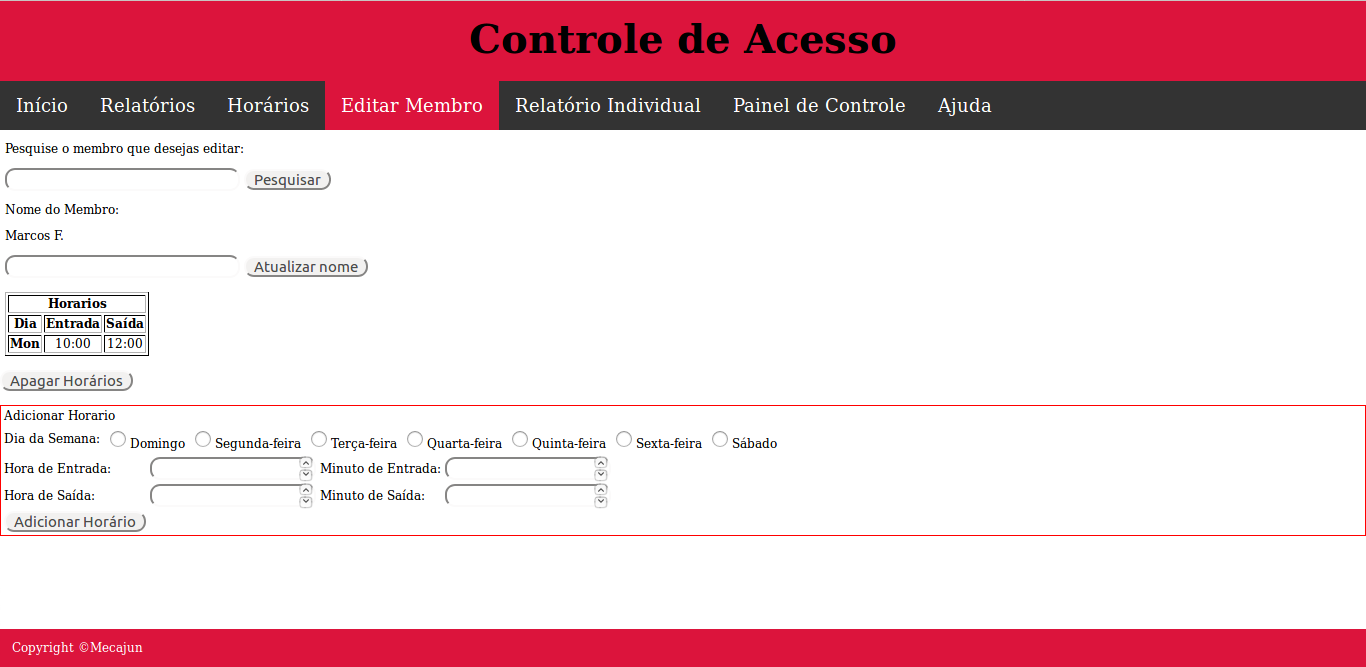 Controle de Acesso
Início Relatórios Horários Editar Membro Relatório Individual Painel de Controle Ajuda
Pesquise o membro que desejas editar:
Pesquisar
Nome do Membro:
Marcos F.
Atualizar nome
Horarios
Dia Entrada Saída
Mon 10:00 12:00
Apagar Horários
Adicionar Horario
Dia da Semana: Domingo Segunda-feira Terça-feira Quarta-feira Quinta-feira Sexta-feira Sábado
Hora de Entrada: Minuto de Entrada:
Hora de Saída: Minuto de Saída:
Adicionar Horário
Copyright ©Mecajun